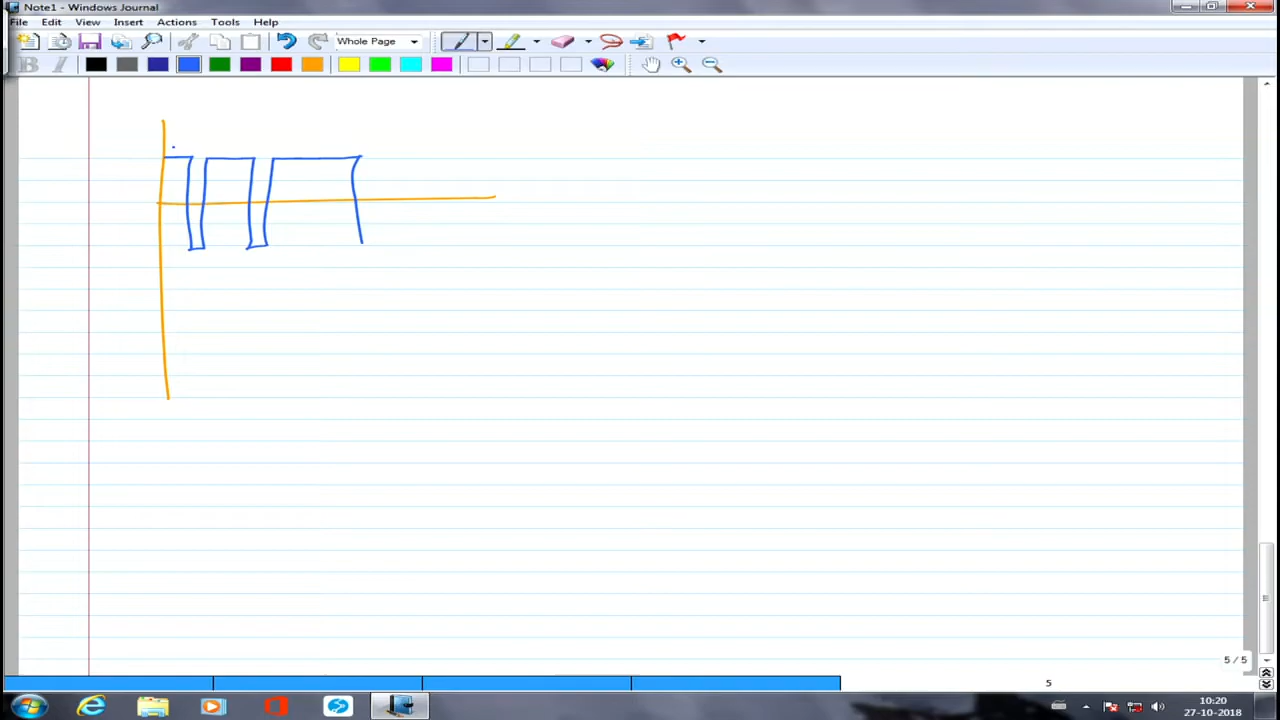 Note1 - Windows Journal
File Edit View Insert Actions Tools Help
Whole Page
B I
5 / 5
5
10:20
27-10-2018